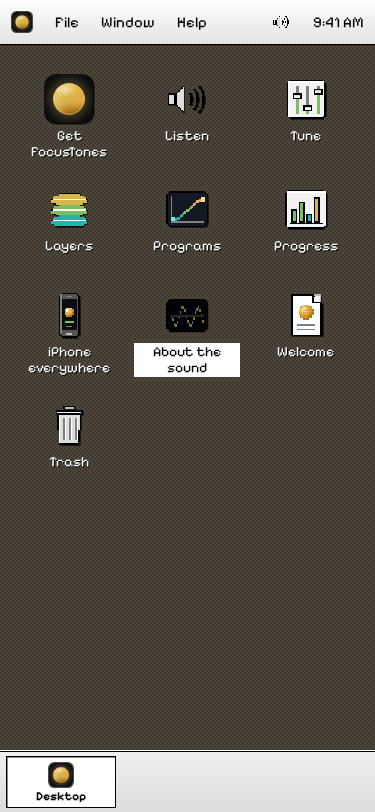 File Window Help 9:41 AM
Get
FocusTones
Listen
Tune
Layers
Programs
Progress
iPhone
everywhere
About the
sound
Welcome
Trash
Desktop